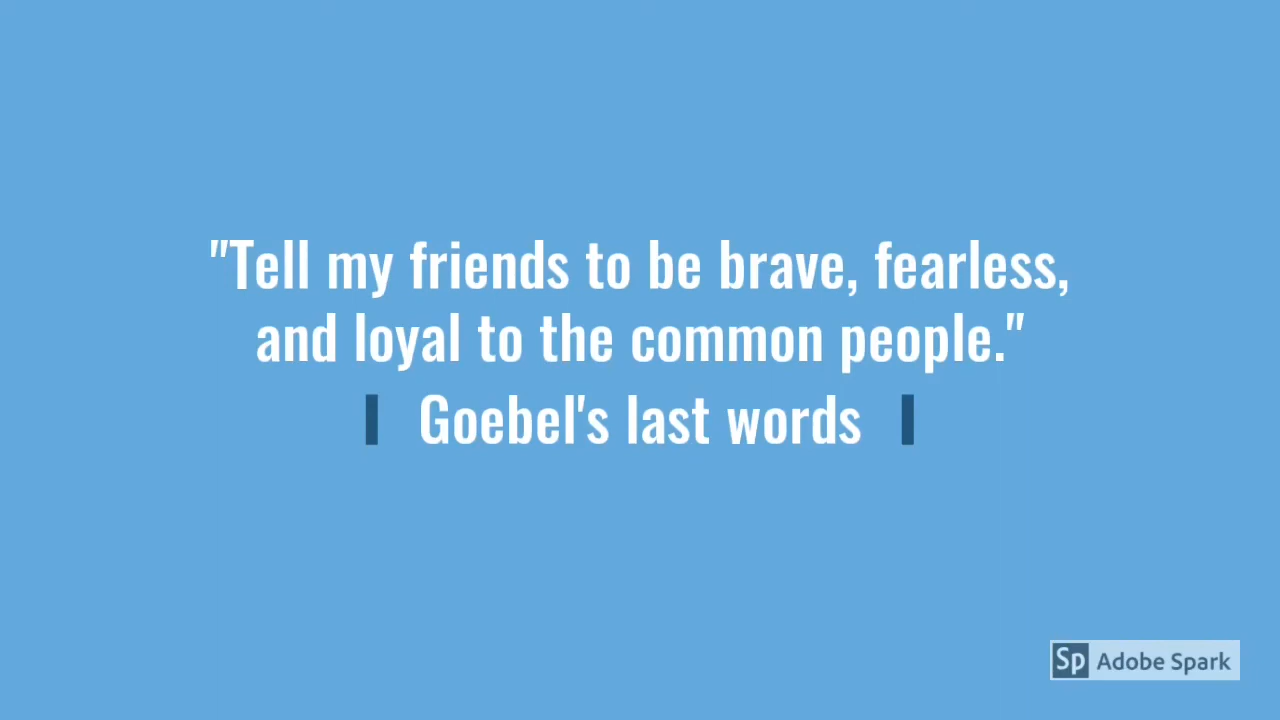 "Tell my friends to be brave, fearless,
and loyal to the common people."
Goebel's last words
Sp Adobe Spark